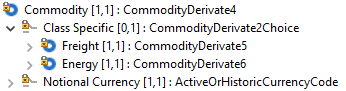 Commodity [1,1] : CommodityDerivate4
Class Specific [0,1] : CommodityDerivate2Choice
Freight [1,1] : CommodityDerivate5
Energy [1,1] : CommodityDerivate6
Notional Currency [1,1] : ActiveOrHistoricCurrencyCode